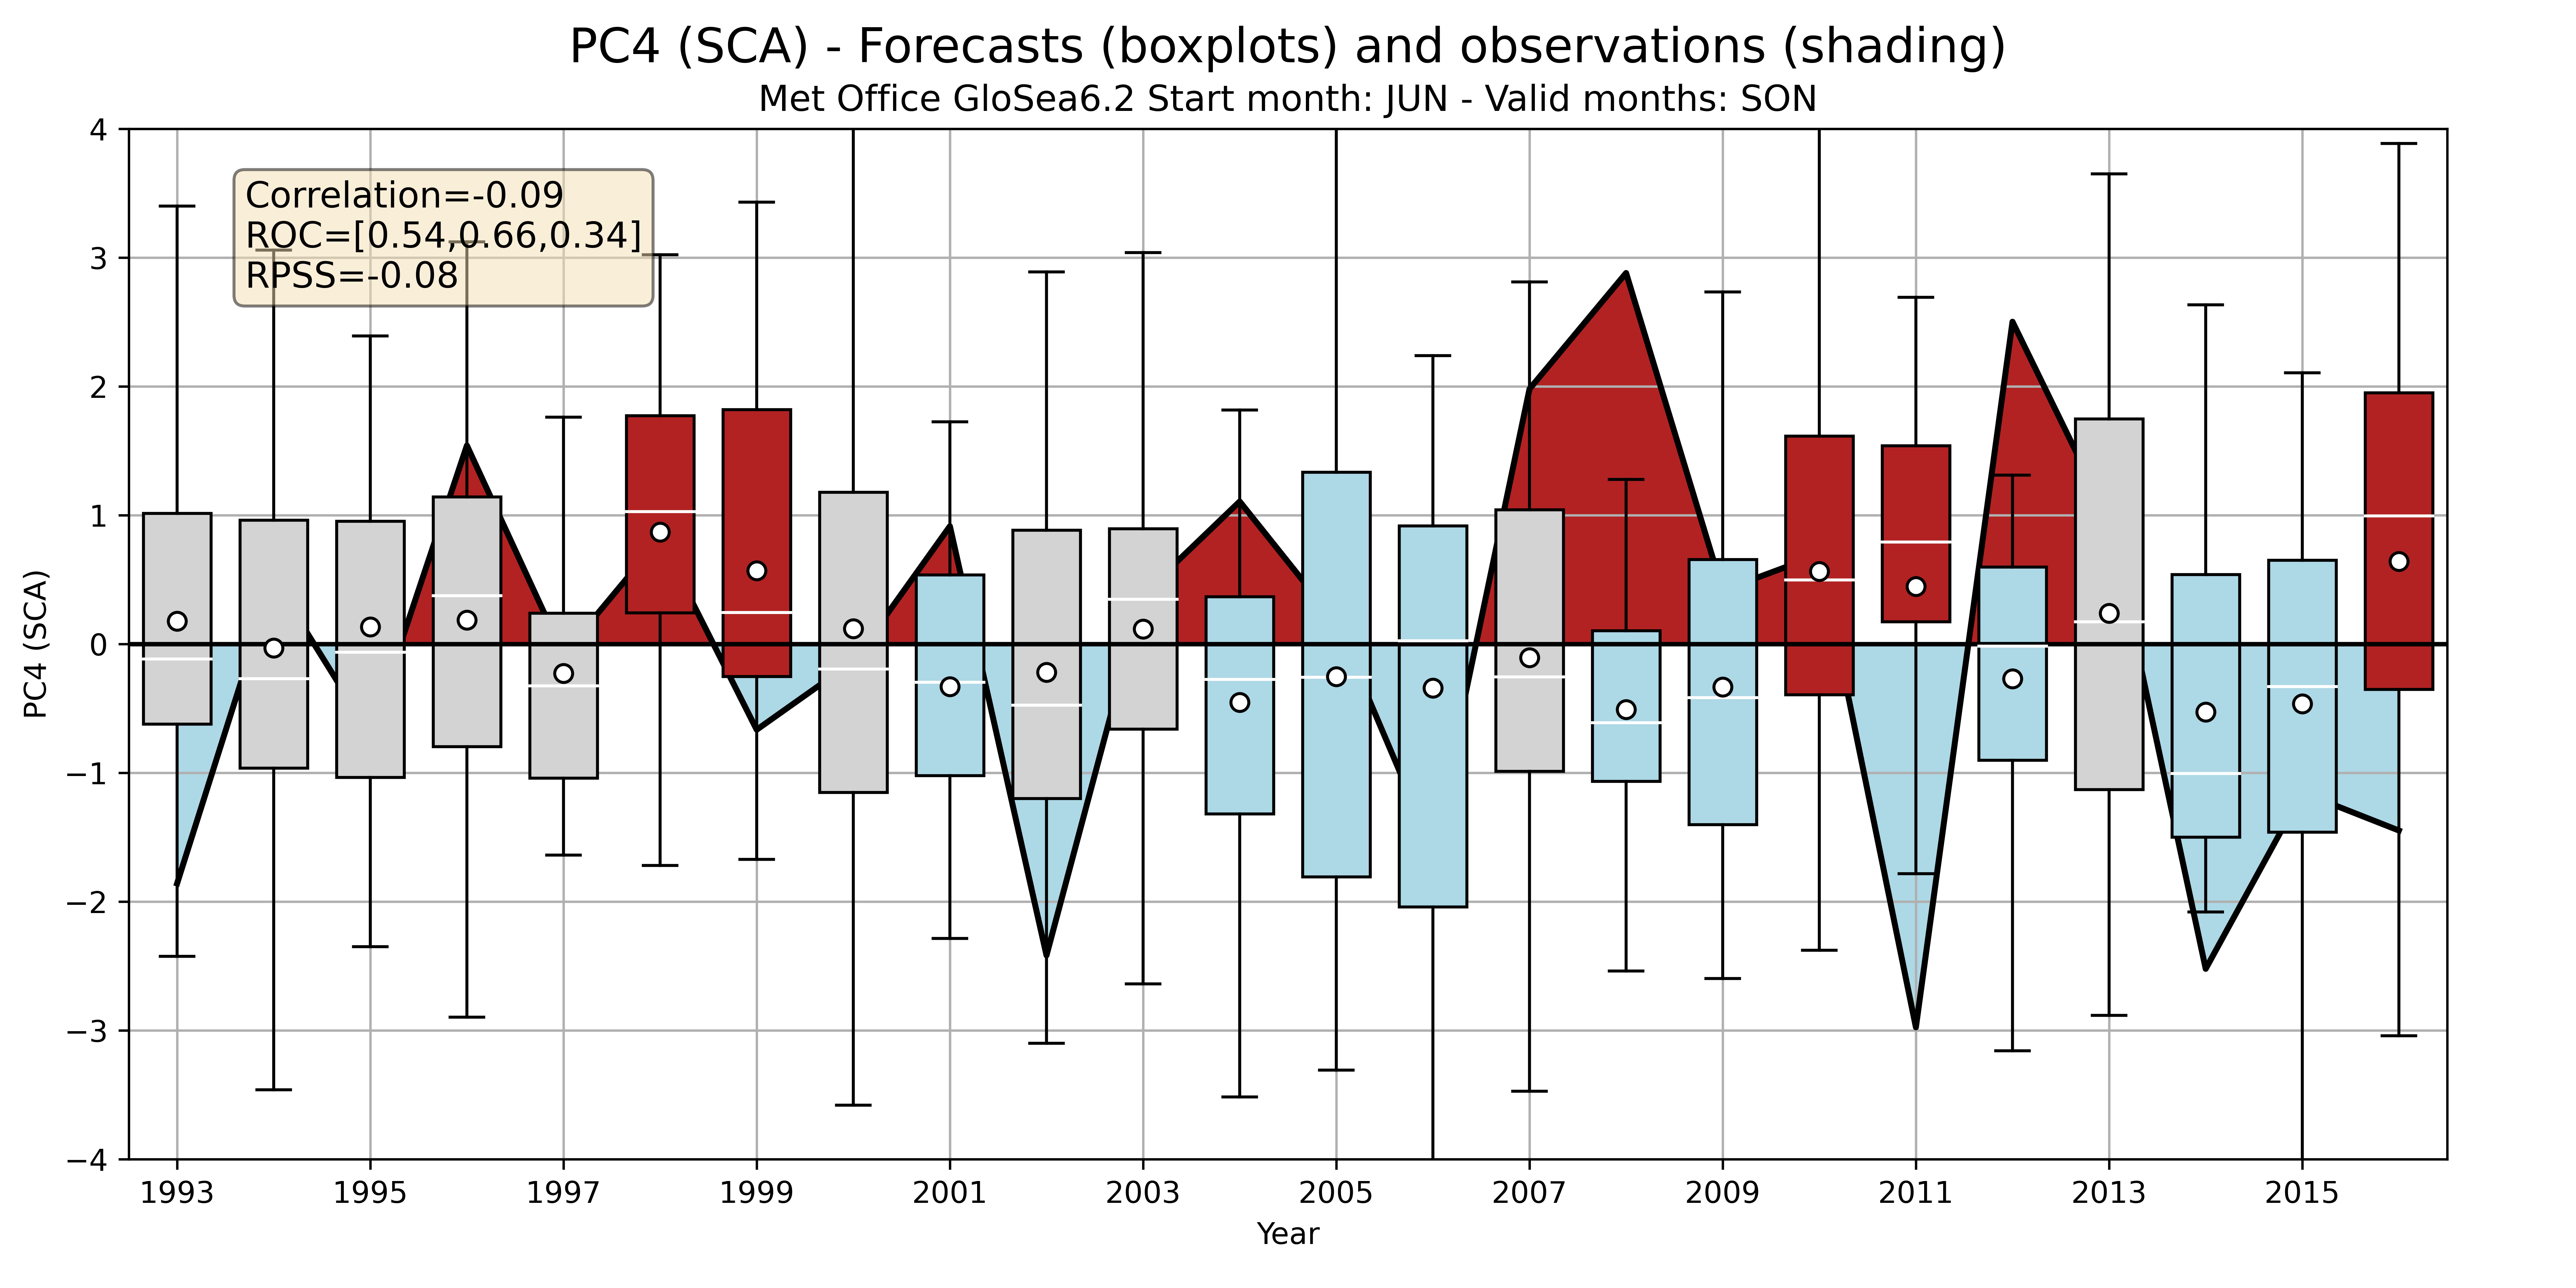 PC4 (SCA) - Forecasts (boxplots) and observations (shading)
Met Office GloSea6.2 Start month: JUN - Valid months: SON
Correlation=-0.09
ROC=[0.54,0.66,0.34]
RPSS=-0.08
PC4 (SCA)
4
3
2
1
0
−1
−2
−3
−4
1993 1995 1997 1999 2001 2003 2005 2007 2009 2011 2013 2015
Year